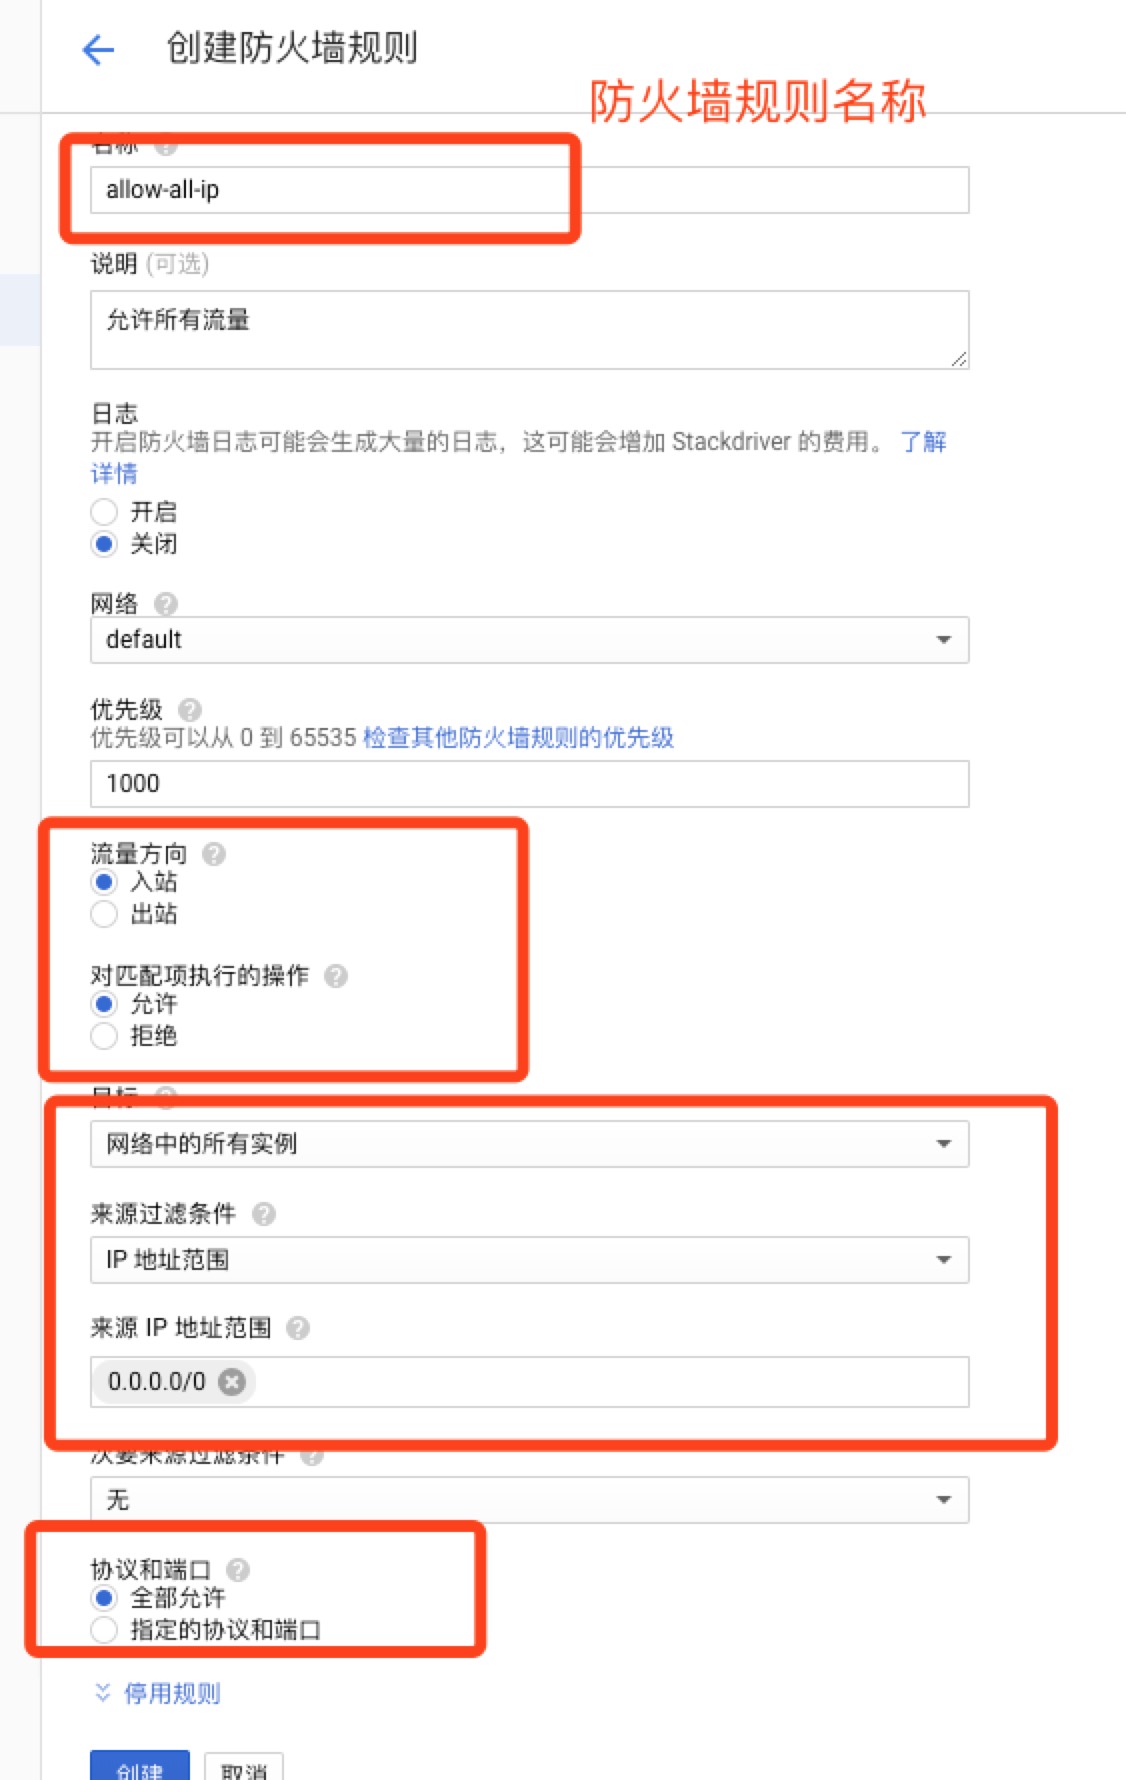 创建防火墙规则
防火墙规则名称
名称
allow-all-ip
说明 (可选)
允许所有流量
日志
开启防火墙日志可能会生成大量的日志，这可能会增加 Stackdriver 的费用。 了解
详情
开启
关闭
网络
default
优先级
优先级可以从 0 到 65535 检查其他防火墙规则的优先级
1000
流量方向
入站
出站
对匹配项执行的操作
允许
拒绝
目标
网络中的所有实例
来源过滤条件
IP 地址范围
来源 IP 地址范围
0.0.0.0/0
次要来源过滤条件
无
协议和端口
全部允许
指定的协议和端口
停用规则
创建
取消